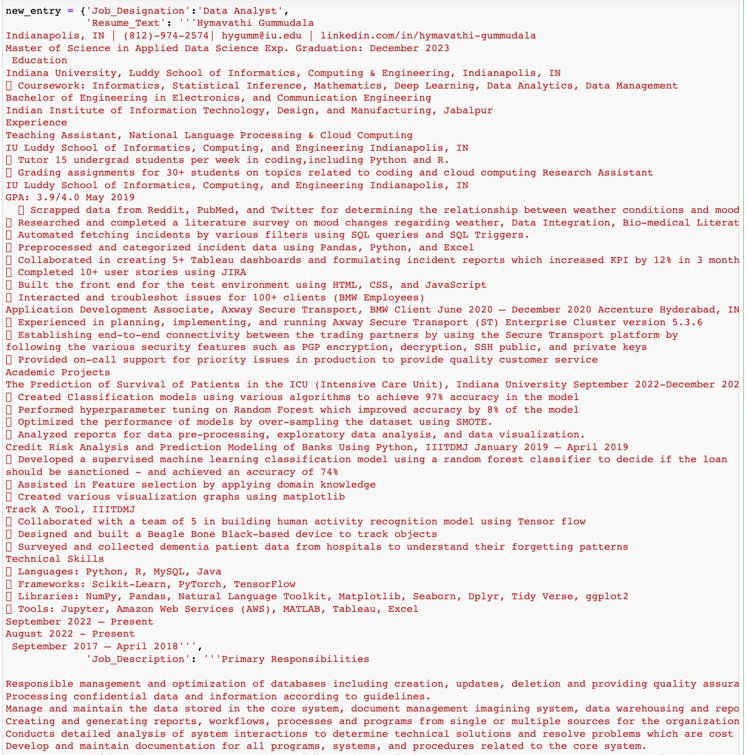 new_entry = {'Job_Designation':'Data Analyst',
'Resume_Text': '''Hymavathi Gummudala
Indianapolis, IN | (812)-974-2574| hygumm@iu.edu | linkedin.com/in/hymavathi-gummudala
Master of Science in Applied Data Science Exp. Graduation: December 2023
Education
Indiana University, Luddy School of Informatics, Computing & Engineering, Indianapolis, IN
▯ Coursework: Informatics, Statistical Inference, Mathematics, Deep Learning, Data Analytics, Data Management
Bachelor of Engineering in Electronics, and Communication Engineering
Indian Institute of Information Technology, Design, and Manufacturing, Jabalpur
Experience
Teaching Assistant, National Language Processing & Cloud Computing
IU Luddy School of Informatics, Computing, and Engineering Indianapolis, IN
▯ Tutor 15 undergrad students per week in coding,including Python and R.
▯ Grading assignments for 30+ students on topics related to coding and cloud computing Research Assistant
IU Luddy School of Informatics, Computing, and Engineering Indianapolis, IN
GPA: 3.9/4.0 May 2019
▯ Scrapped data from Reddit, PubMed, and Twitter for determining the relationship between weather conditions and mood
▯ Researched and completed a literature survey on mood changes regarding weather, Data Integration, Bio-medical Literat
▯ Automated fetching incidents by various filters using SQL queries and SQL Triggers.
▯ Preprocessed and categorized incident data using Pandas, Python, and Excel
▯ Collaborated in creating 5+ Tableau dashboards and formulating incident reports which increased KPI by 12% in 3 month
▯ Completed 10+ user stories using JIRA
▯ Built the front end for the test environment using HTML, CSS, and JavaScript
▯ Interacted and troubleshot issues for 100+ clients (BMW Employees)
Application Development Associate, Axway Secure Transport, BMW Client June 2020 – December 2020 Accenture Hyderabad, IN
▯ Experienced in planning, implementing, and running Axway Secure Transport (ST) Enterprise Cluster version 5.3.6
▯ Establishing end-to-end connectivity between the trading partners by using the Secure Transport platform by
following the various security features such as PGP encryption, decryption, SSH public, and private keys
▯ Provided on-call support for priority issues in production to provide quality customer service
Academic Projects
The Prediction of Survival of Patients in the ICU (Intensive Care Unit), Indiana University September 2022-December 202
▯ Created Classification models using various algorithms to achieve 97% accuracy in the model
▯ Performed hyperparameter tuning on Random Forest which improved accuracy by 8% of the model
▯ Optimized the performance of models by over-sampling the dataset using SMOTE.
▯ Analyzed reports for data pre-processing, exploratory data analysis, and data visualization.
Credit Risk Analysis and Prediction Modeling of Banks Using Python, IIITDMJ January 2019 – April 2019
▯ Developed a supervised machine learning classification model using a random forest classifier to decide if the loan
should be sanctioned - and achieved an accuracy of 74%
▯ Assisted in Feature selection by applying domain knowledge
▯ Created various visualization graphs using matplotlib
Track A Tool, IIITDMJ
▯ Collaborated with a team of 5 in building human activity recognition model using Tensor flow
▯ Designed and built a Beagle Bone Black-based device to track objects
▯ Surveyed and collected dementia patient data from hospitals to understand their forgetting patterns
Technical Skills
▯ Languages: Python, R, MySQL, Java
▯ Frameworks: Scikit-Learn, PyTorch, TensorFlow
▯ Libraries: NumPy, Pandas, Natural Language Toolkit, Matplotlib, Seaborn, Dplyr, Tidy Verse, ggplot2
▯ Tools: Jupyter, Amazon Web Services (AWS), MATLAB, Tableau, Excel
September 2022 – Present
August 2022 - Present
September 2017 – April 2018''',
'Job_Description': '''Primary Responsibilities
Responsible management and optimization of databases including creation, updates, deletion and providing quality assura
Processing confidential data and information according to guidelines.
Manage and maintain the data stored in the core system, document management imaging system, data warehousing and repo
Creating and generating reports, workflows, processes and programs from single or multiple sources for the organization
Conducts detailed analysis of system interactions to determine technical solutions and resolve problems which are cost
Develop and maintain documentation for all programs, systems, and procedures related to the core system.